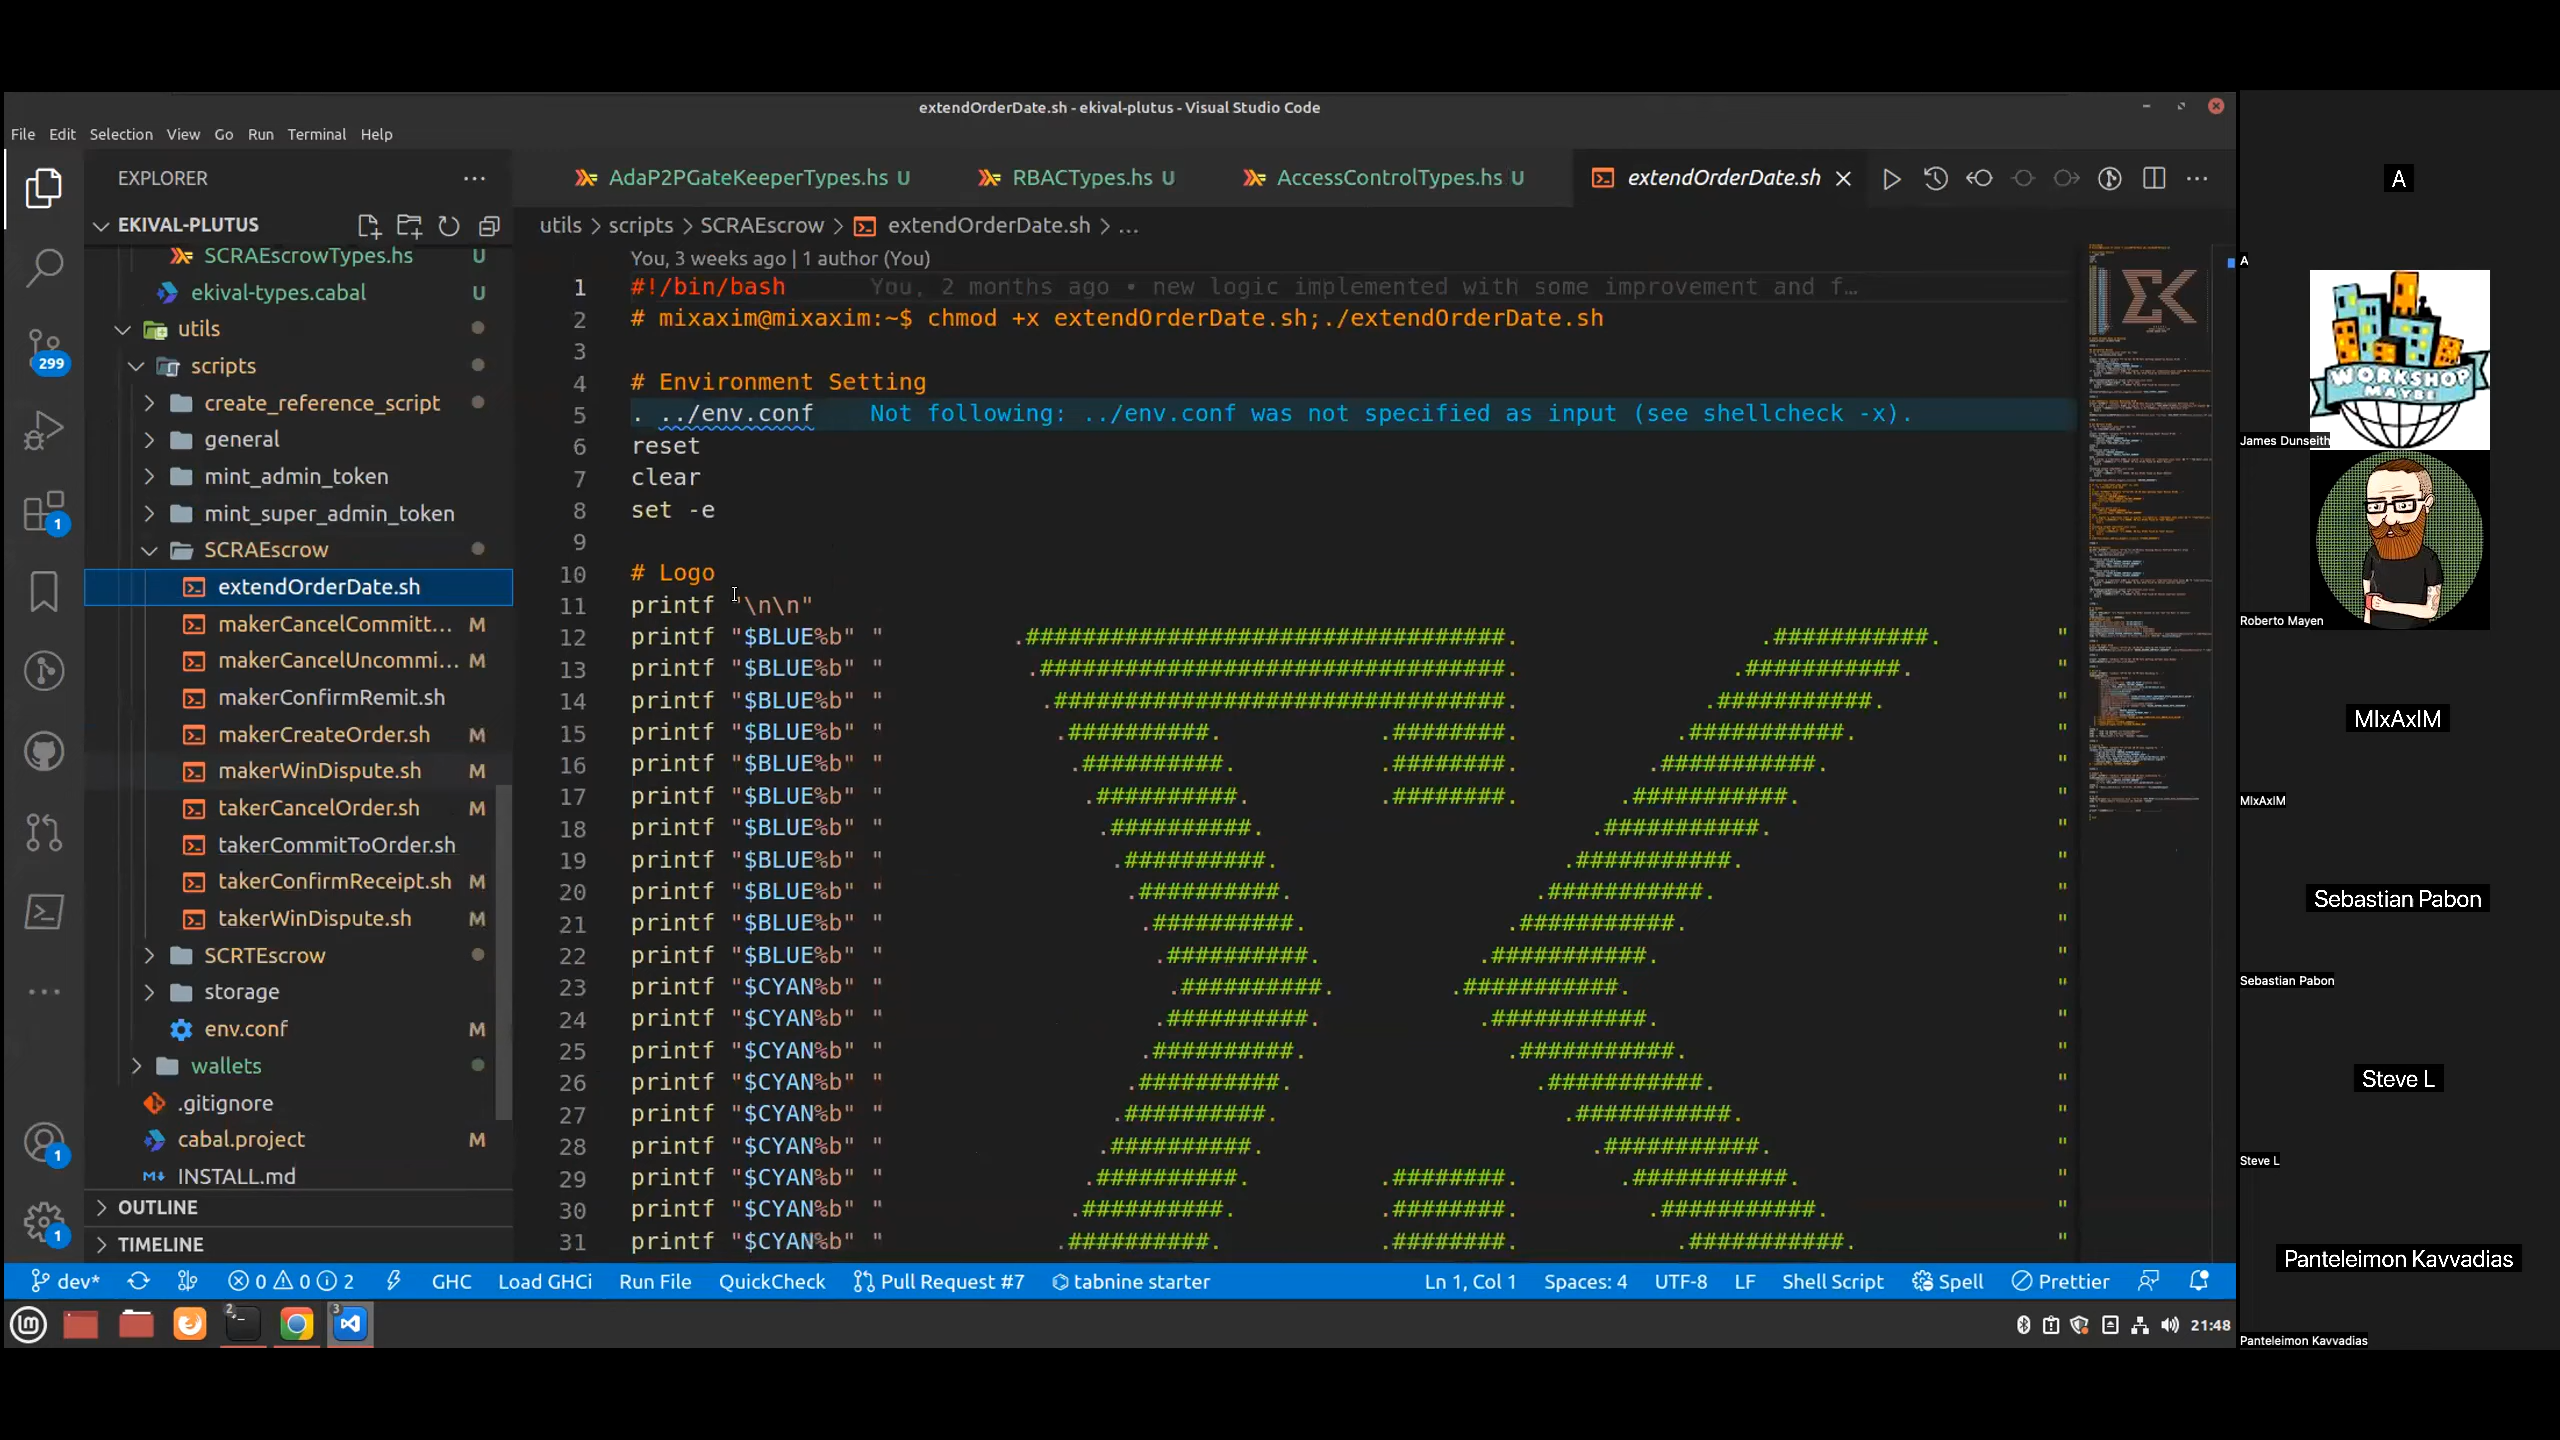 extendOrderDate.sh - ekival-plutus - Visual Studio Code
File Edit Selection View Go Run Terminal Help
EXPLORER
EKIVAL-PLUTUS
SCRAEscrowTypes.hs U
ekival-types.cabal U
utils
scripts
create_reference_script
general
mint_admin_token
mint_super_admin_token
SCRAEscrow
extendOrderDate.sh
makerCancelCommitt... M
makerCancelUncommi... M
makerConfirmRemit.sh
makerCreateOrder.sh M
makerWinDispute.sh M
takerCancelOrder.sh M
takerCommitToOrder.sh
takerConfirmReceipt.sh M
takerWinDispute.sh M
SCRTEscrow
storage
env.conf M
wallets
.gitignore
cabal.project M
INSTALL.md
OUTLINE
TIMELINE
299
1
1
1
AdaP2PGateKeeperTypes.hs U RBACTypes.hs U AccessControlTypes.hs U extendOrderDate.sh
utils > scripts > SCRAEscrow > extendOrderDate.sh > ...
You, 3 weeks ago | 1 author (You)
1 #!/bin/bash You, 2 months ago • new logic implemented with some improvement and f…
2 # mixaxim@mixaxim:~$ chmod +x extendOrderDate.sh;./extendOrderDate.sh
3
4 # Environment Setting
5 . ../env.conf Not following: ../env.conf was not specified as input (see shellcheck -x).
6 reset
7 clear
8 set -e
9
10 # Logo
11 printf "\n\n"
12 printf "$BLUE%b" " .##################################. .###########. "
13 printf "$BLUE%b" " .#################################. .###########. "
14 printf "$BLUE%b" " .################################. .###########. "
15 printf "$BLUE%b" " .##########. .########. .###########. "
16 printf "$BLUE%b" " .##########. .########. .###########. "
17 printf "$BLUE%b" " .##########. .########. .###########. "
18 printf "$BLUE%b" " .##########. .###########. "
19 printf "$BLUE%b" " .##########. .###########. "
20 printf "$BLUE%b" " .##########. .###########. "
21 printf "$BLUE%b" " .##########. .###########. "
22 printf "$BLUE%b" " .##########. .###########. "
23 printf "$CYAN%b" " .##########. .###########. "
24 printf "$CYAN%b" " .##########. .###########. "
25 printf "$CYAN%b" " .##########. .###########. "
26 printf "$CYAN%b" " .##########. .###########. "
27 printf "$CYAN%b" " .##########. .###########. "
28 printf "$CYAN%b" " .##########. .###########. "
29 printf "$CYAN%b" " .##########. .########. .###########. "
30 printf "$CYAN%b" " .##########. .########. .###########. "
31 printf "$CYAN%b" " .##########. .########. .###########. "
dev* 0 0 2 GHC Load GHCi Run File QuickCheck Pull Request #7 tabnine starter Ln 1, Col 1 Spaces: 4 UTF-8 LF Shell Script Spell Prettier
2 3 21:48
A
A
WORKSHOP
MAYBE
James Dunseith
Roberto Mayen
MIxAxIM
MIxAxIM
Sebastian Pabon
Sebastian Pabon
Steve L
Steve L
Panteleimon Kavvadias
Panteleimon Kavvadias